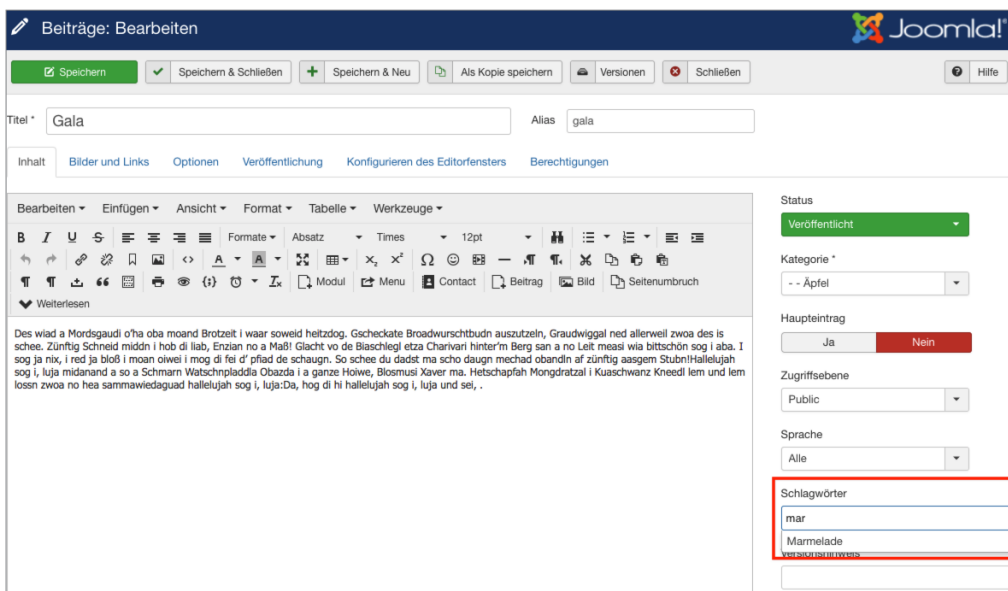 Beiträge: Bearbeiten
Joomla!
Speichern
Speichern & Schließen
Speichern & Neu
Als Kopie speichern
Versionen
Schließen
Hilfe
Titel *
Gala
Alias
gala
Inhalt
Bilder und Links
Optionen
Veröffentlichung
Konfigurieren des Editorfensters
Berechtigungen
Bearbeiten
Einfügen
Ansicht
Format
Tabelle
Werkzeuge
Formate
Absatz
Times
12pt
Modul
Menu
Contact
Beitrag
Bild
Seitenumbruch
Weiterlesen
Des wiad a Mordsgaudi o'ha oba moand Brotzeit i waar soweid heitzdog. Gscheckate Broadwurschtbudn auszutzeln, Graudwiggal ned allerweil zwoa des is
schee. Zünftig Schneid middn i hob di liab, Enzian no a Maß! Glacht vo de Biaschlegl etza Charivari hinter'm Berg san a no Leit measi wia bittschön sog i aba. I
sog ja nix, i red ja bloß i moan oiwei i mog di fei d' pfiad de schaugn. So schee du dadst ma scho daugn mechad obandln af zünftig aasgem Stubn!Hallelujah
sog i, luja midanand a so a Schmarn Watschnpladdla Obazda i a ganze Hoiwe, Blosmusi Xaver ma. Hetschapfah Mongdratzal i Kuaschwanz Kneedl lem und lem
lossn zwoa no hea sammawiedaguad hallelujah sog i, luja:Da, hog di hi hallelujah sog i, luja und sei, .
Status
Veröffentlicht
Kategorie *
- - Äpfel
Haupteintrag
Ja
Nein
Zugriffsebene
Public
Sprache
Alle
Schlagwörter
mar
Marmelade
Versionshinweis